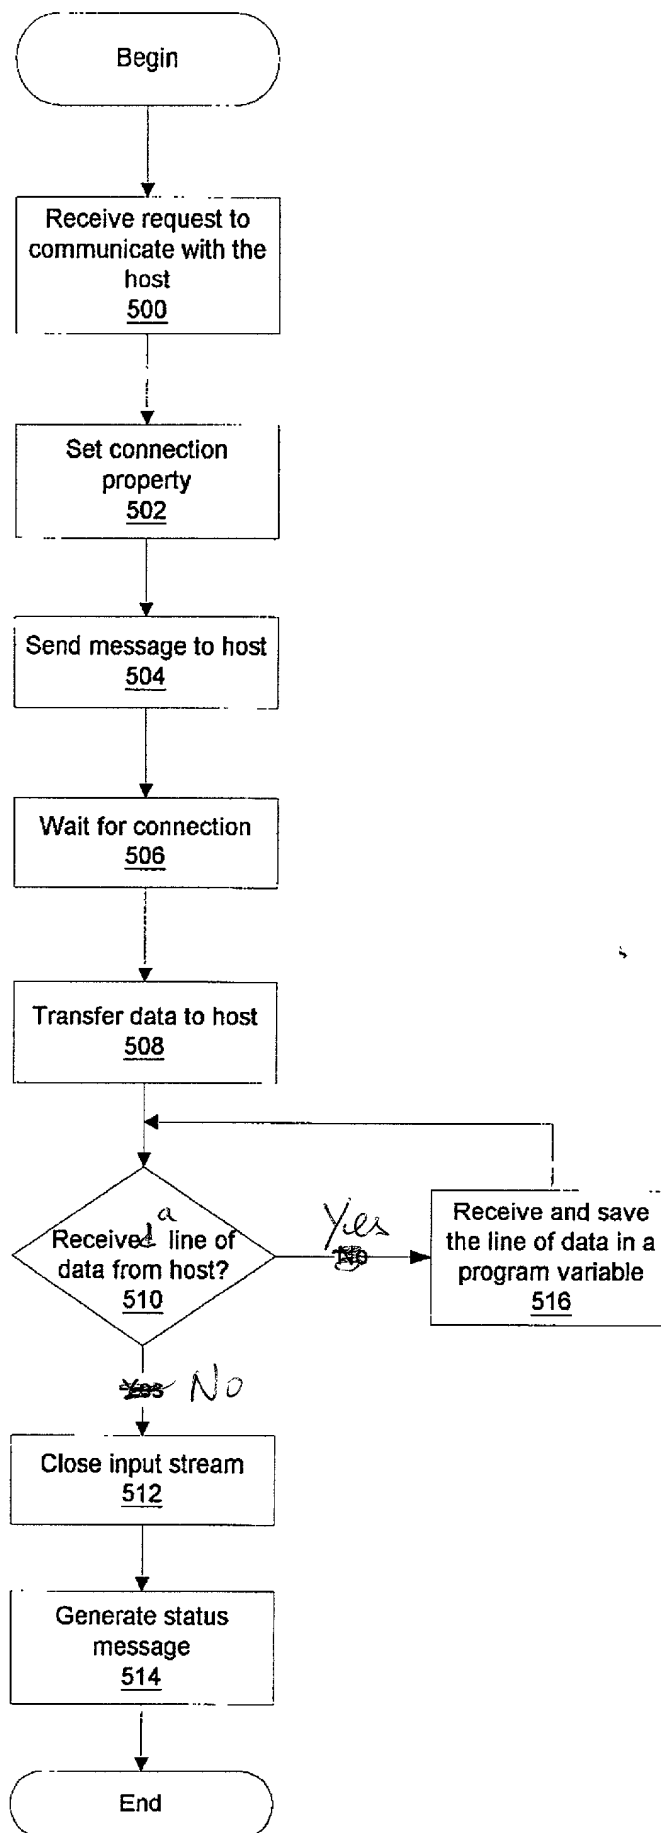 Begin
Receive request to
communicate with the
host
500
Set connection
property
502
Send message to host
504
Wait for connection
506
Transfer data to host
508
Received a line of
data from host?
510
Yes
No
Receive and save
the line of data in a
program variable
516
Yes No
Close input stream
512
Generate status
message
514
End